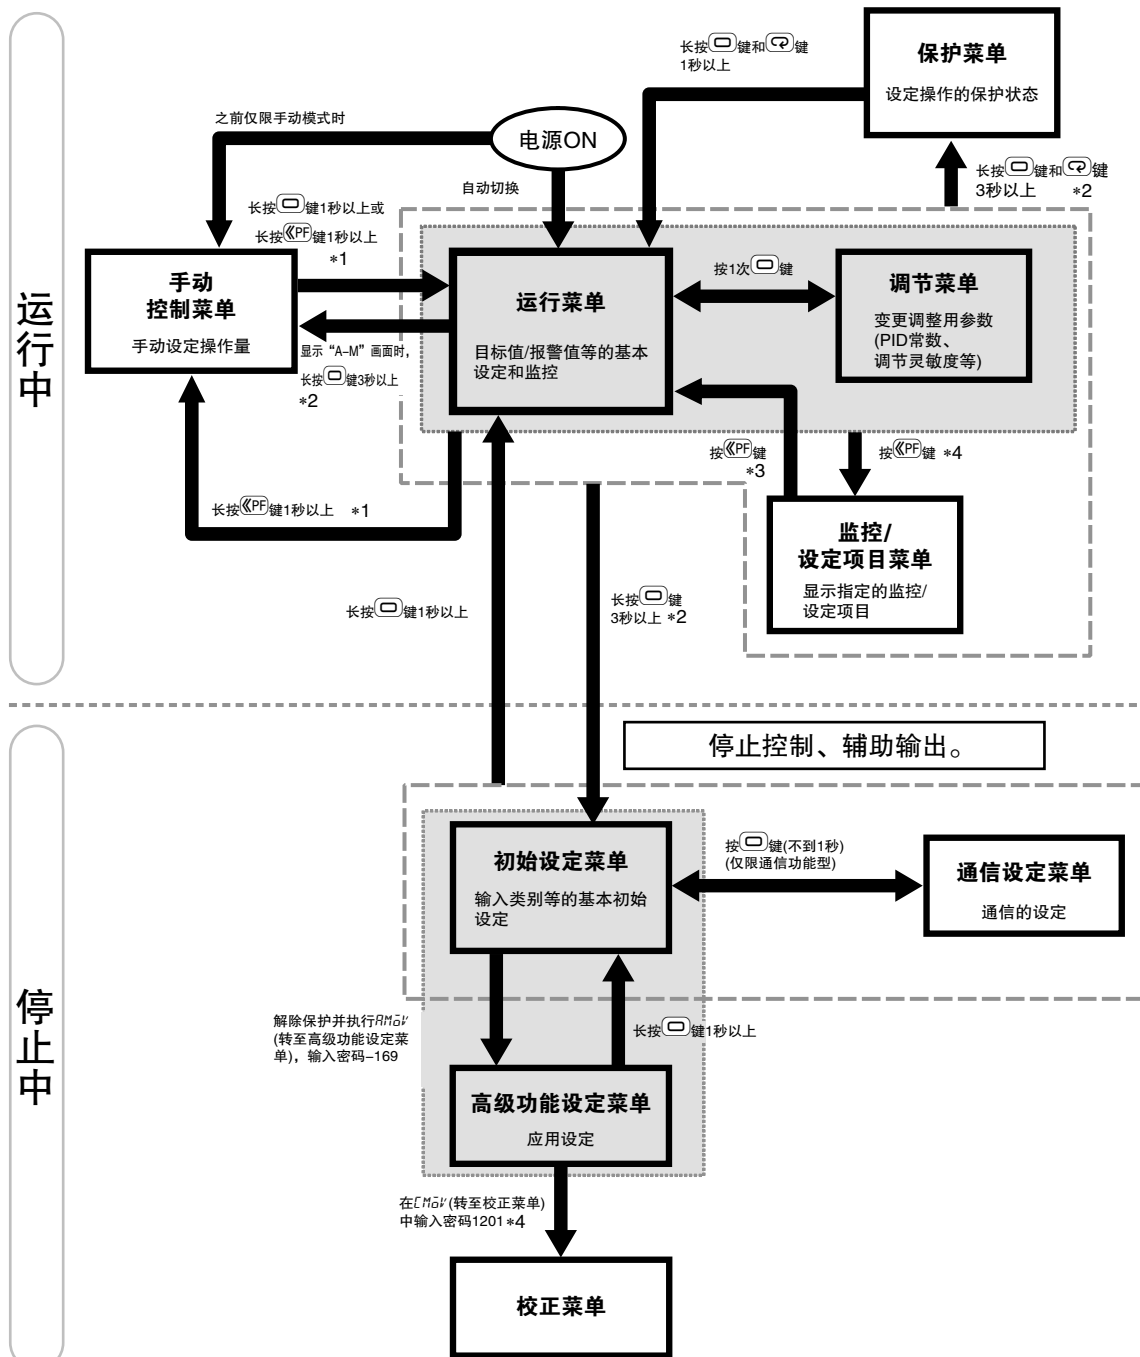 运行中
长按键和键
1秒以上
保护菜单
设定操作的保护状态
之前仅限手动模式时
电源ON
自动切换
长按键和键
3秒以上 *2
长按键1秒以上或
长按《PF键1秒以上
*1
手动
控制菜单
手动设定操作量
运行菜单
目标值/报警值等的基本
设定和监控
按1次键
调节菜单
变更调整用参数
(PID常数、
调节灵敏度等)
显示“A–M”画面时，
长按键3秒以上
*2
按《PF键
*3
按《PF键 *4
长按《PF键1秒以上 *1
监控/
设定项目菜单
显示指定的监控/
设定项目
长按键1秒以上
长按键
3秒以上 *2
停止中
停止控制、辅助输出。
初始设定菜单
输入类别等的基本初始
设定
按键(不到1秒)
(仅限通信功能型)
通信设定菜单
通信的设定
解除保护并执行AMoV
(转至高级功能设定菜
单)，输入密码–169
长按键1秒以上
高级功能设定菜单
应用设定
在CMoV(转至校正菜单)
中输入密码1201 *4
校正菜单